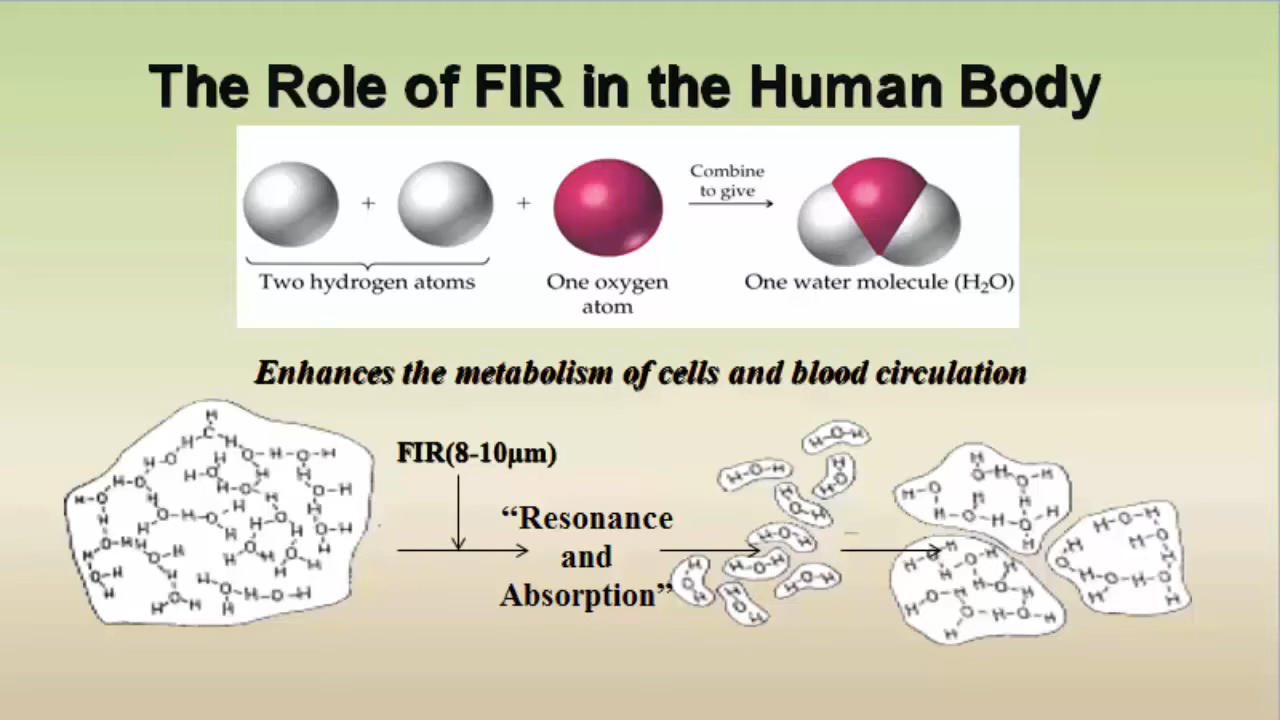 The Role of FIR in the Human Body
Combine
to give
+
+
Two hydrogen atoms
One oxygen
atom
One water molecule (H₂O)
Enhances the metabolism of cells and blood circulation
FIR(8-10μm)
“Resonance
and
Absorption”